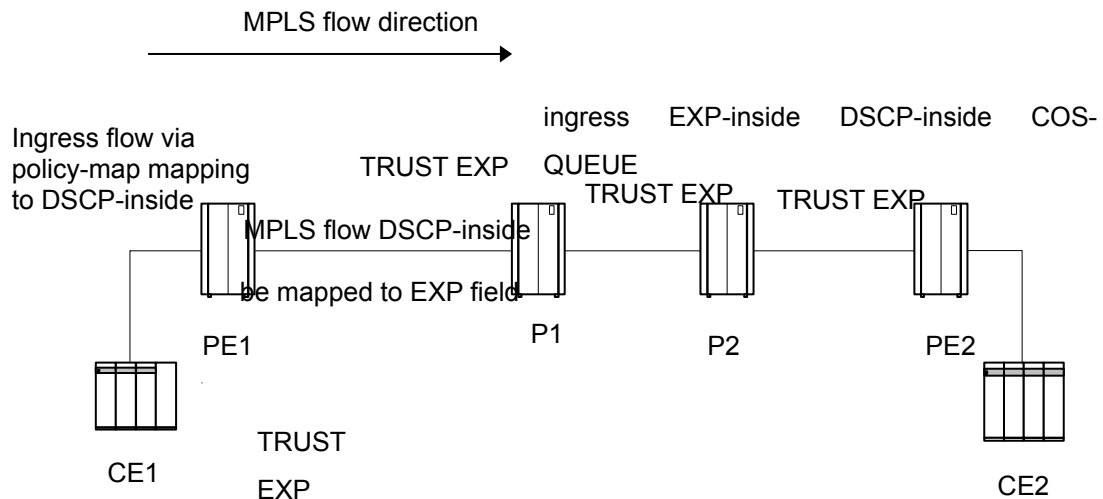 MPLS flow direction
Ingress flow via
policy-map mapping
to DSCP-inside
ingress EXP-inside DSCP-inside COS-
QUEUE
TRUST EXP
TRUST EXP
TRUST EXP
MPLS flow DSCP-inside
be mapped to EXP field
PE1
P1
P2
PE2
CE1
TRUST
EXP
CE2